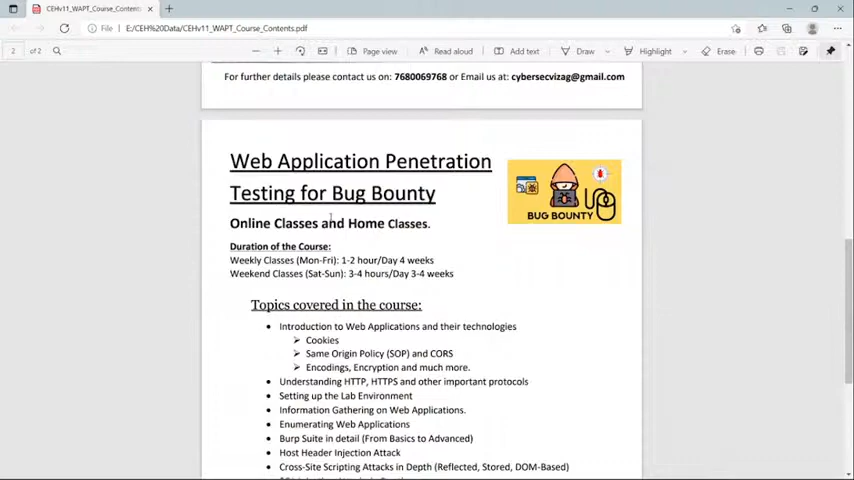 CEHv11_WAPT_Course_Contents
File
E:/CEH%20Data/CEHv11_WAPT_Course_Contents.pdf
2 of 2
Page view
Read aloud
Add text
Draw
Highlight
Erase
For further details please contact us on: 7680069768 or Email us at: cybersecvizag@gmail.com
Web Application Penetration
Testing for Bug Bounty
BUG BOUNTY
Online Classes and Home Classes.
Duration of the Course:
Weekly Classes (Mon-Fri): 1-2 hour/Day 4 weeks
Weekend Classes (Sat-Sun): 3-4 hours/Day 3-4 weeks
Topics covered in the course:
• Introduction to Web Applications and their technologies
➢ Cookies
➢ Same Origin Policy (SOP) and CORS
➢ Encodings, Encryption and much more.
• Understanding HTTP, HTTPS and other important protocols
• Setting up the Lab Environment
• Information Gathering on Web Applications.
• Enumerating Web Applications
• Burp Suite in detail (From Basics to Advanced)
• Host Header Injection Attack
• Cross-Site Scripting Attacks in Depth (Reflected, Stored, DOM-Based)